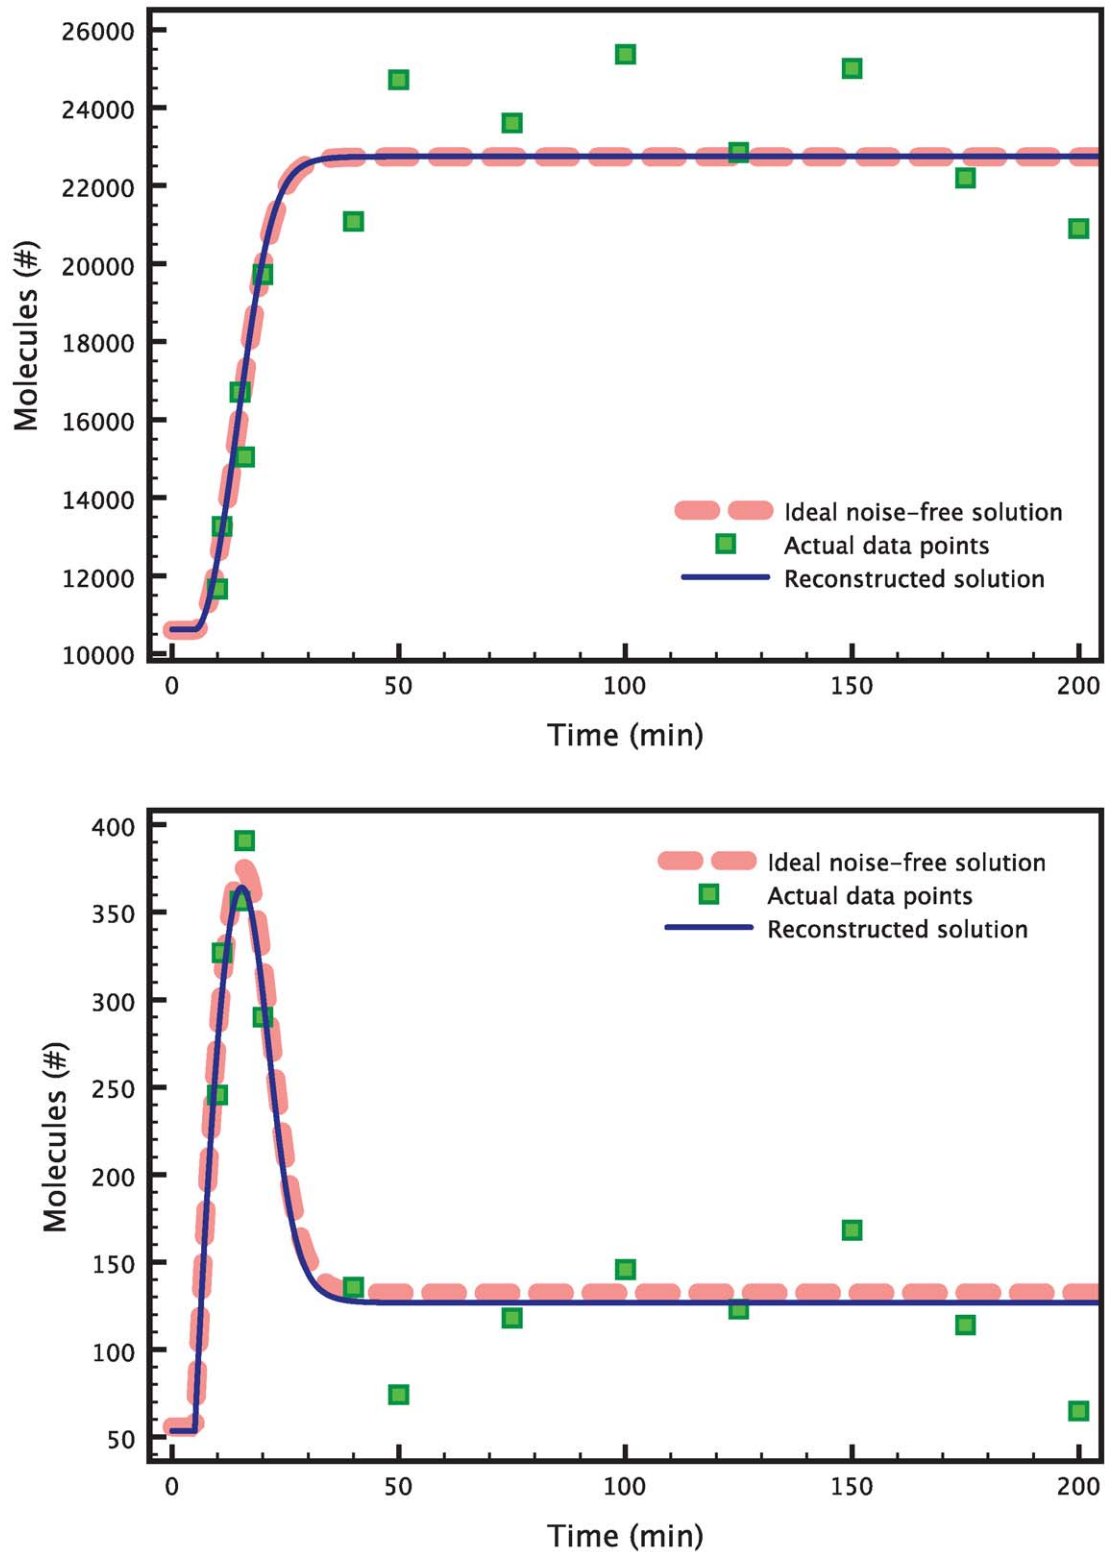 26000
24000
22000
20000
18000
16000
14000
12000
10000
Molecules (#)
Ideal noise-free solution
Actual data points
Reconstructed solution
0 50 100 150 200
Time (min)
400
350
300
250
200
150
100
50
Molecules (#)
Ideal noise-free solution
Actual data points
Reconstructed solution
0 50 100 150 200
Time (min)